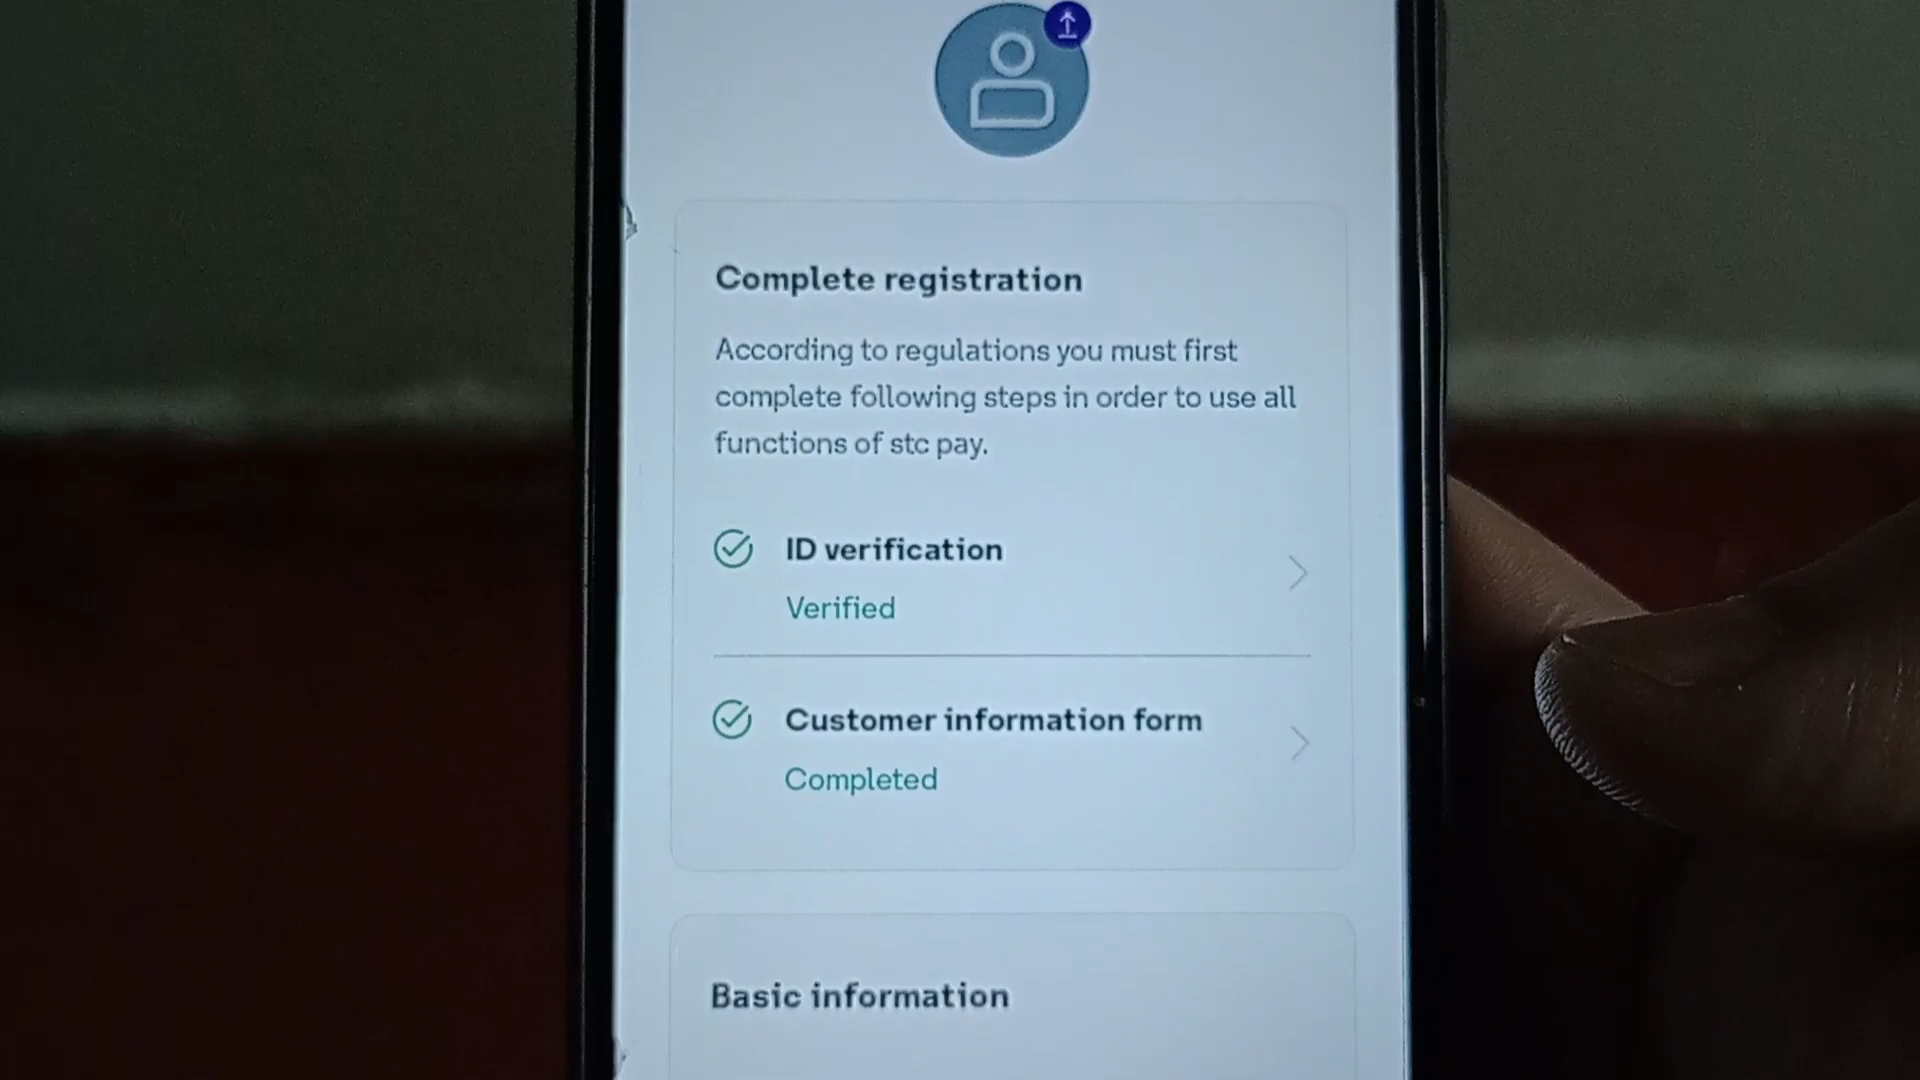 Complete registration
According to regulations you must first
complete following steps in order to use all
functions of stc pay.
ID verification
Verified
Customer information form
Completed
Basic information